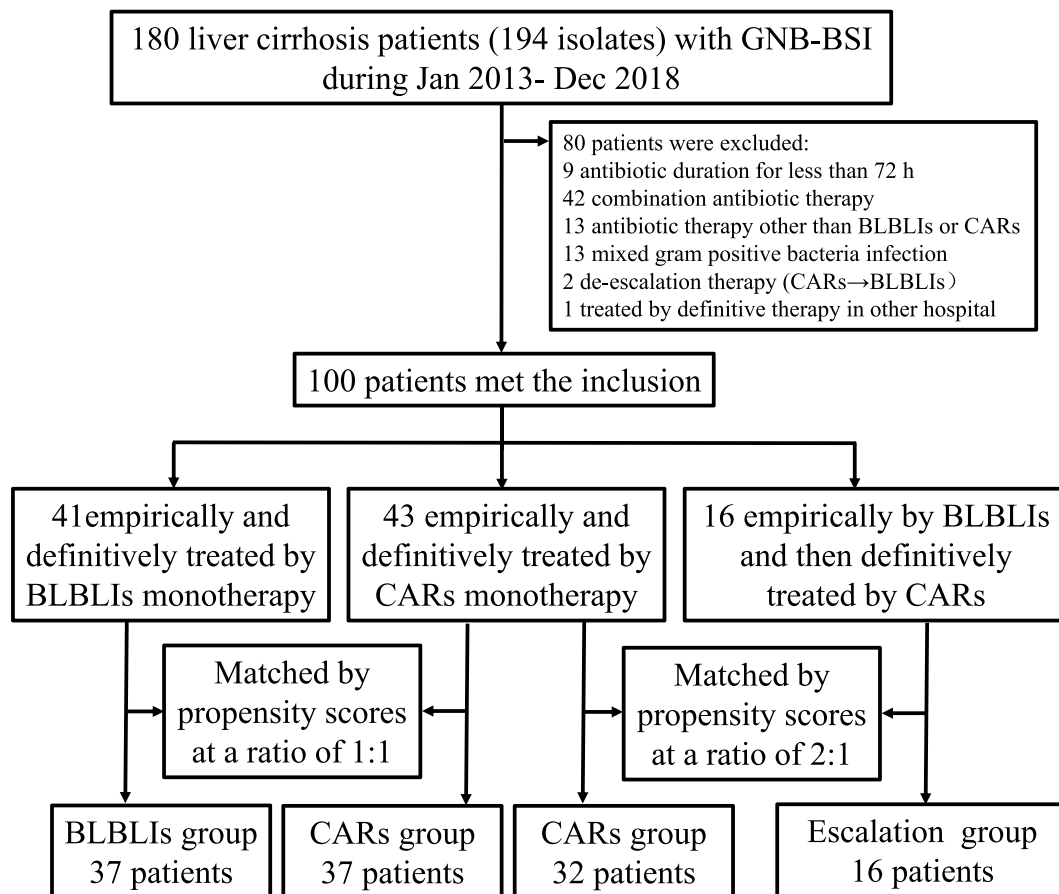 180 liver cirrhosis patients (194 isolates) with GNB-BSI
during Jan 2013- Dec 2018
80 patients were excluded:
9 antibiotic duration for less than 72 h
42 combination antibiotic therapy
13 antibiotic therapy other than BLBLIs or CARs
13 mixed gram positive bacteria infection
2 de-escalation therapy (CARs→BLBLIs）
1 treated by definitive therapy in other hospital
100 patients met the inclusion
41empirically and
definitively treated by
BLBLIs monotherapy
43 empirically and
definitively treated by
CARs monotherapy
16 empirically by BLBLIs
and then definitively
treated by CARs
Matched by
propensity scores
at a ratio of 1:1
Matched by
propensity scores
at a ratio of 2:1
BLBLIs group
37 patients
CARs group
37 patients
CARs group
32 patients
Escalation group
16 patients